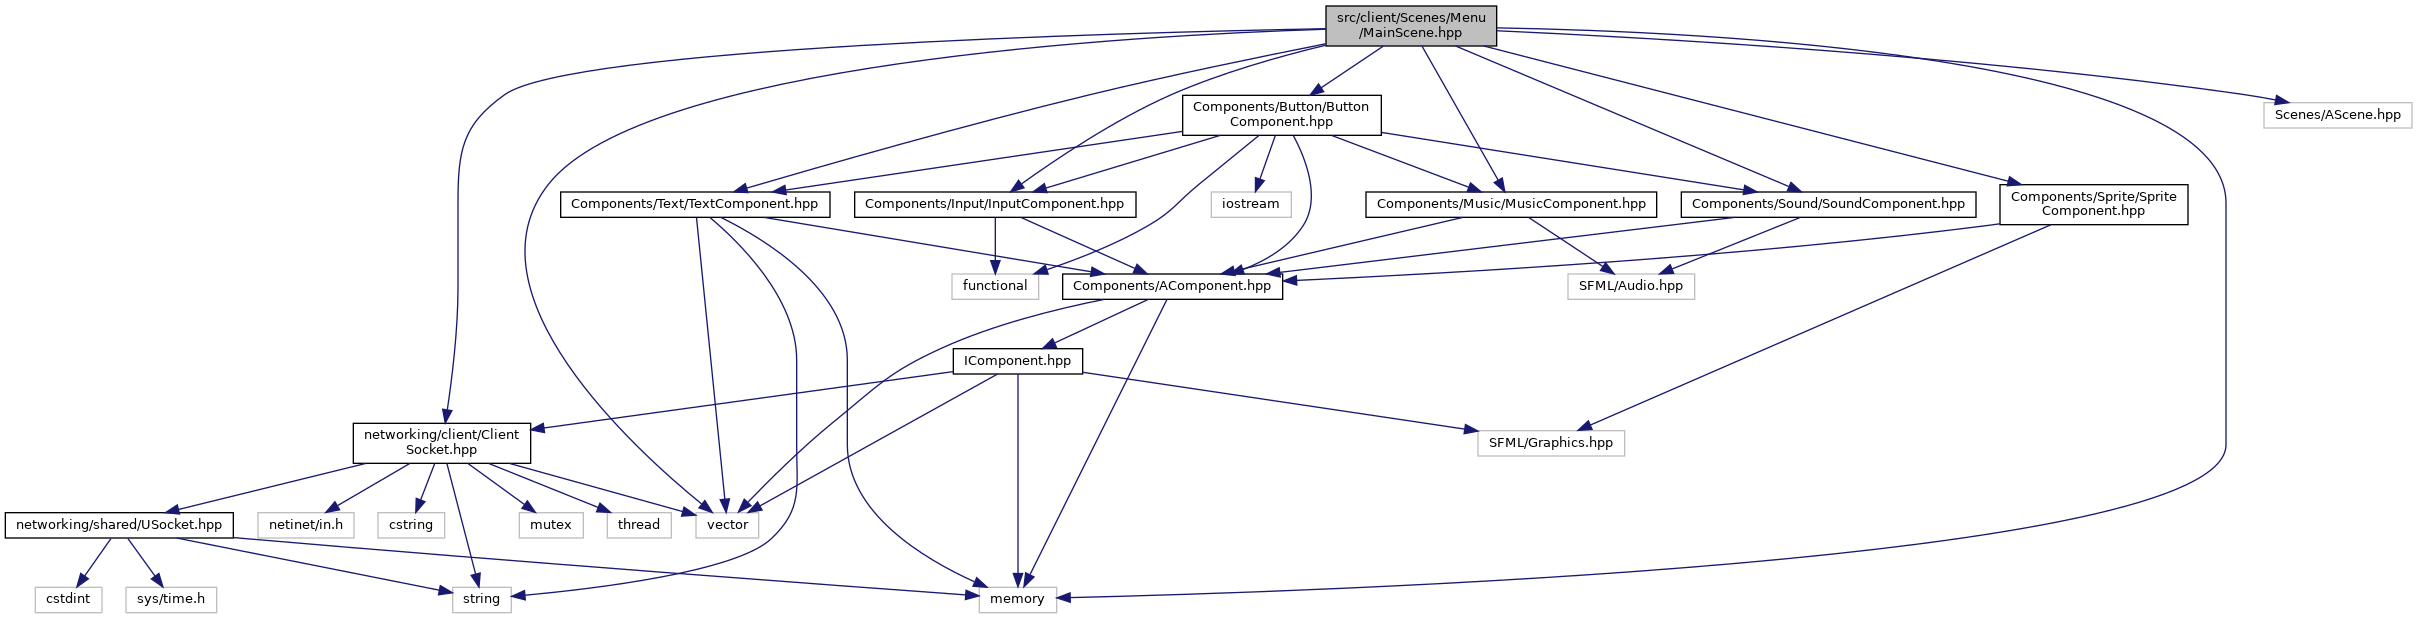 src/client/Scenes/Menu
/MainScene.hpp
Components/Button/Button
Component.hpp
Scenes/AScene.hpp
Components/Text/TextComponent.hpp
Components/Input/InputComponent.hpp
iostream
Components/Music/MusicComponent.hpp
Components/Sound/SoundComponent.hpp
Components/Sprite/Sprite
Component.hpp
functional
Components/AComponent.hpp
SFML/Audio.hpp
IComponent.hpp
networking/client/Client
Socket.hpp
SFML/Graphics.hpp
networking/shared/USocket.hpp
netinet/in.h
cstring
mutex
thread
vector
cstdint
sys/time.h
string
memory